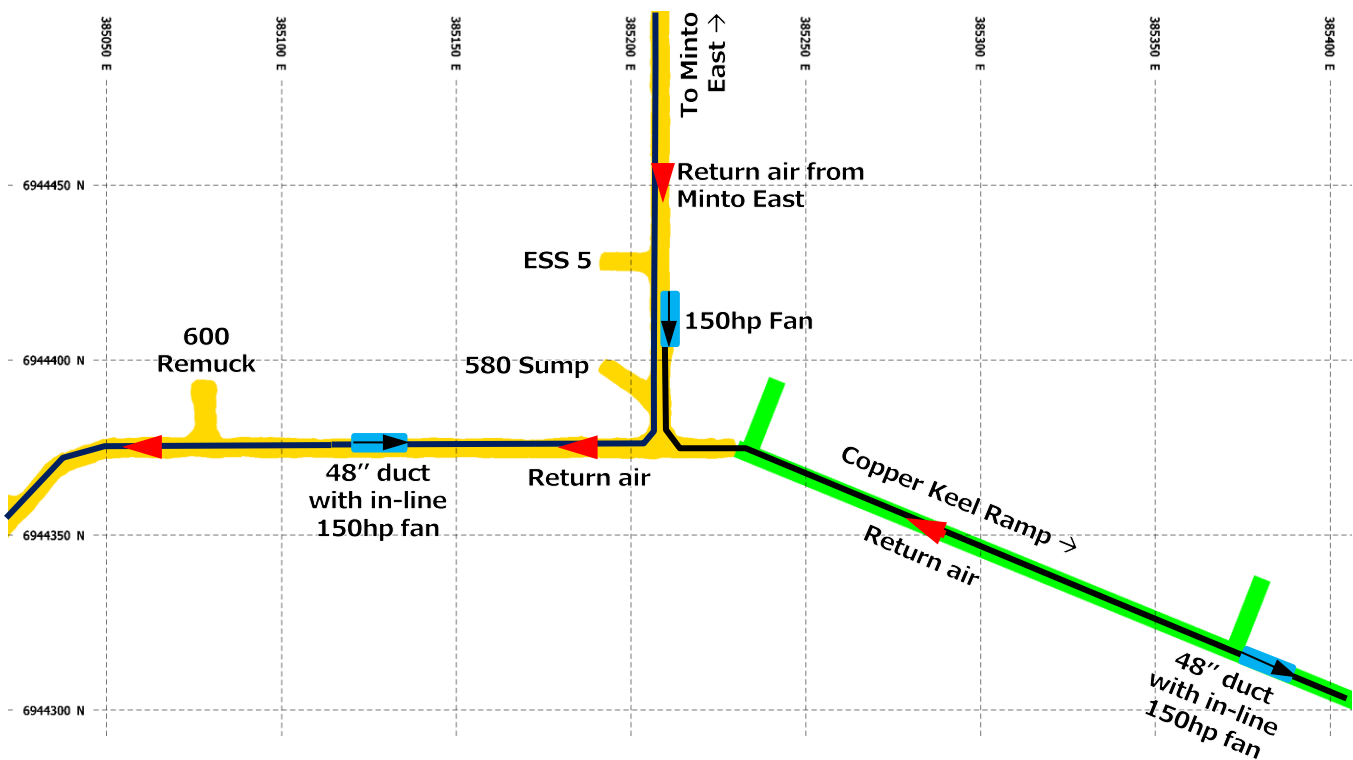 385050 E
385100 E
385150 E
385200 E
385250 E
385300 E
385350 E
385400 E
To Minto
East →
6944450 N
Return air from
Minto East
ESS 5
150hp Fan
600
Remuck
6944400 N
580 Sump
48" duct
with in-line
150hp fan
Return air
Copper Keel Ramp →
Return air
6944350 N
48" duct
with in-line
150hp fan
6944300 N